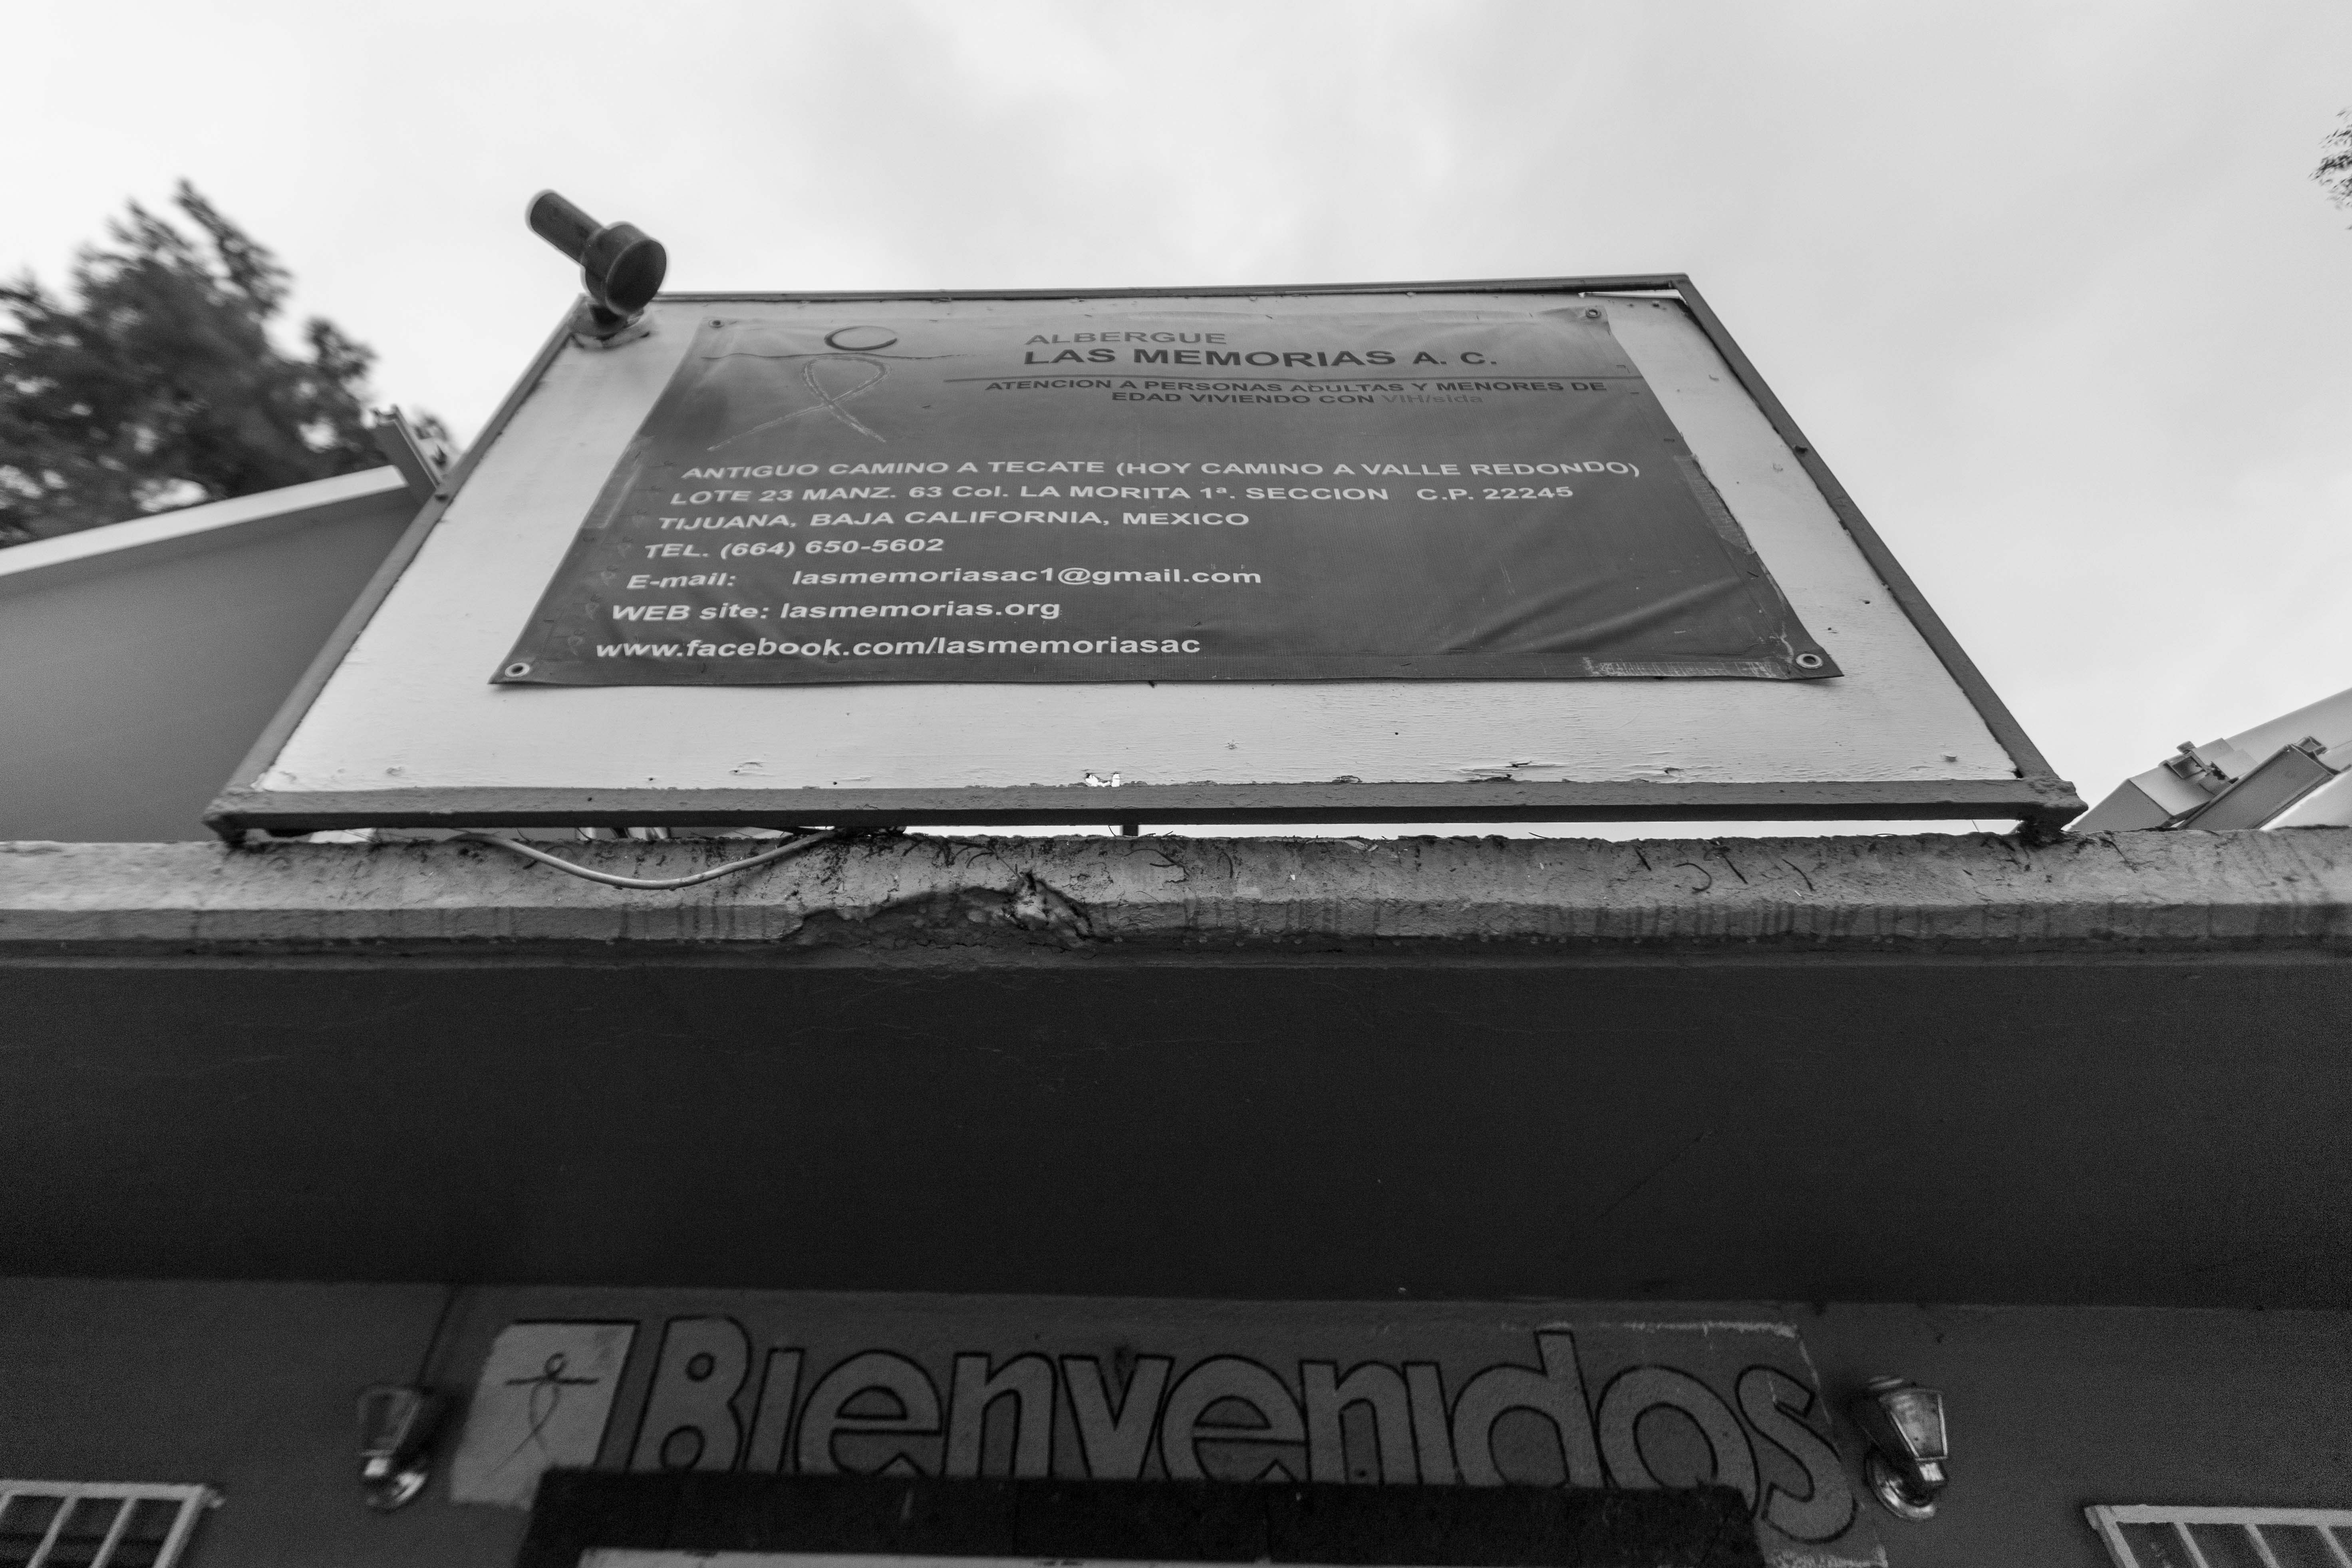 ALBERGUE
LAS MEMORIAS A. C.
ATENCION A PERSONAS ADULTAS Y MENORES DE
EDAD VIVIENDO CON VIH/sida
ANTIGUO CAMINO A TECATE (HOY CAMINO A VALLE REDONDO)
LOTE 23 MANZ. 63 Col. LA MORITA 1ª. SECCION C.P. 22245
TIJUANA, BAJA CALIFORNIA, MEXICO
TEL. (664) 650-5602
E-mail: lasmemoriasac1@gmail.com
WEB site: lasmemorias.org
www.facebook.com/lasmemoriasac
Bienvenidos